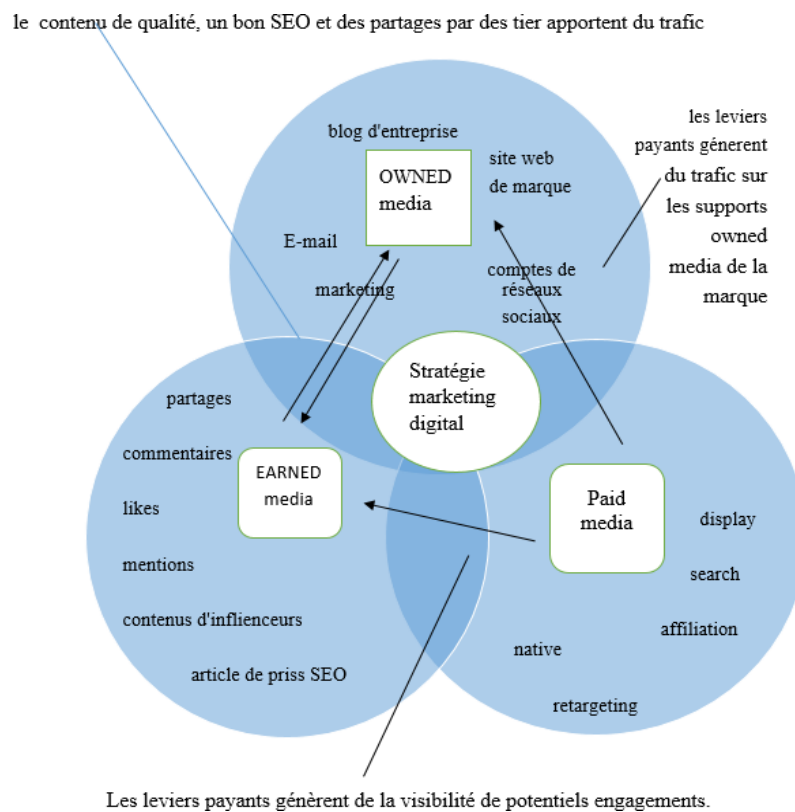 le  contenu de qualité, un bon SEO et des partages par des tier apportent du trafic
blog d'entreprise
OWNED
media
site web
de marque
E-mail
marketing
comptes de
réseaux
sociaux
les leviers
payants génerent
du trafic sur
les supports
owned
media de la
marque
Stratégie
marketing
digital
partages
commentaires
likes
mentions
contenus d'inflienceurs
article de priss SEO
EARNED
media
Paid
media
display
search
affiliation
native
retargeting
Les leviers payants génèrent de la visibilité de potentiels engagements.